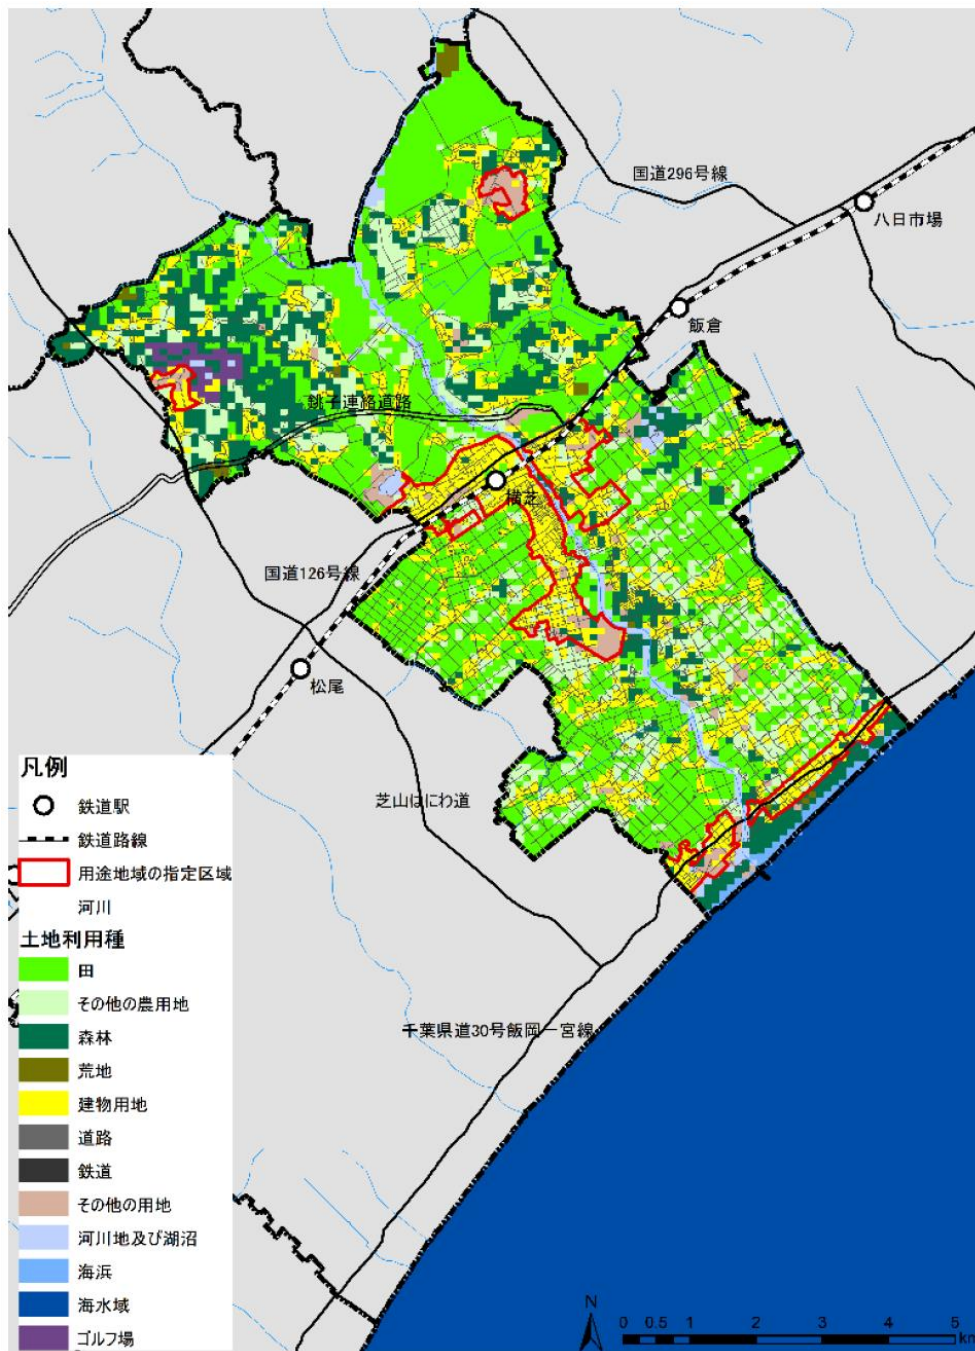 国道296号線
八日市場
飯倉
銚子連絡道路
横芝
国道126号線
松尾
芝山はにわ道
千葉県道30号飯岡一宮線
凡例
鉄道駅
鉄道路線
用途地域の指定区域
河川
土地利用種
田
その他の農用地
森林
荒地
建物用地
道路
鉄道
その他の用地
河川地及び湖沼
海浜
海水域
ゴルフ場
N
0 0.5 1 2 3 4 5
km